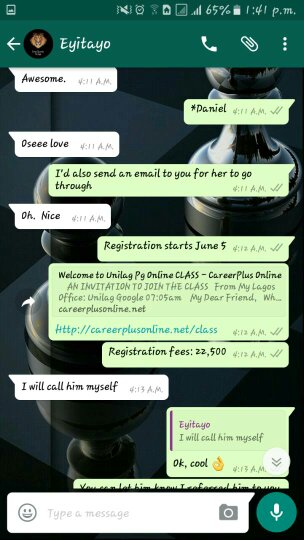 65% 1:41 p.m.
Eyitayo
Awesome. 4:11 A.M.
*Daniel 4:11 A.M.
Oseee love 4:11 A.M.
I'd also send an email to you for her to go
through 4:11 A.M.
Oh. Nice 4:11 A.M.
Registration starts June 5 4:12 A.M.
Welcome to Unilag Pg Online CLASS – CareerPlus Online
AN INVITATION TO JOIN THE CLASS From My Lagos
Office: Unilag Google 07:05am My Dear Friend, Wh...
careerplusonline.net
Http://careerplusonline.net/class 4:12 A.M.
Registration fees: 22,500 4:12 A.M.
I will call him myself 4:13 A.M.
Eyitayo
I will call him myself
Ok, cool 👌 4:13 A.M.
You can let him know I referred him to you
Type a message